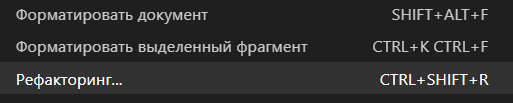 Форматировать документ SHIFT+ALT+F
Форматировать выделенный фрагмент CTRL+K CTRL+F
Рефакторинг... CTRL+SHIFT+R